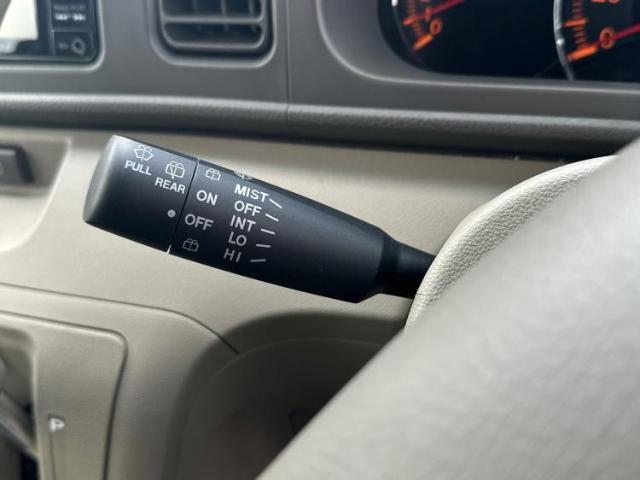 PULL
REAR
ON
OFF
MIST
OFF
INT
LO
HI
P